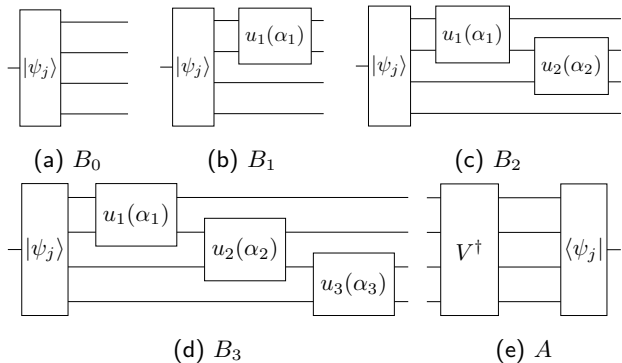 |ψ_j⟩
(a) B_0
|ψ_j⟩ u_1(α_1)
(b) B_1
|ψ_j⟩ u_1(α_1) u_2(α_2)
(c) B_2
|ψ_j⟩ u_1(α_1) u_2(α_2) u_3(α_3)
(d) B_3
V^† ⟨ψ_j|
(e) A